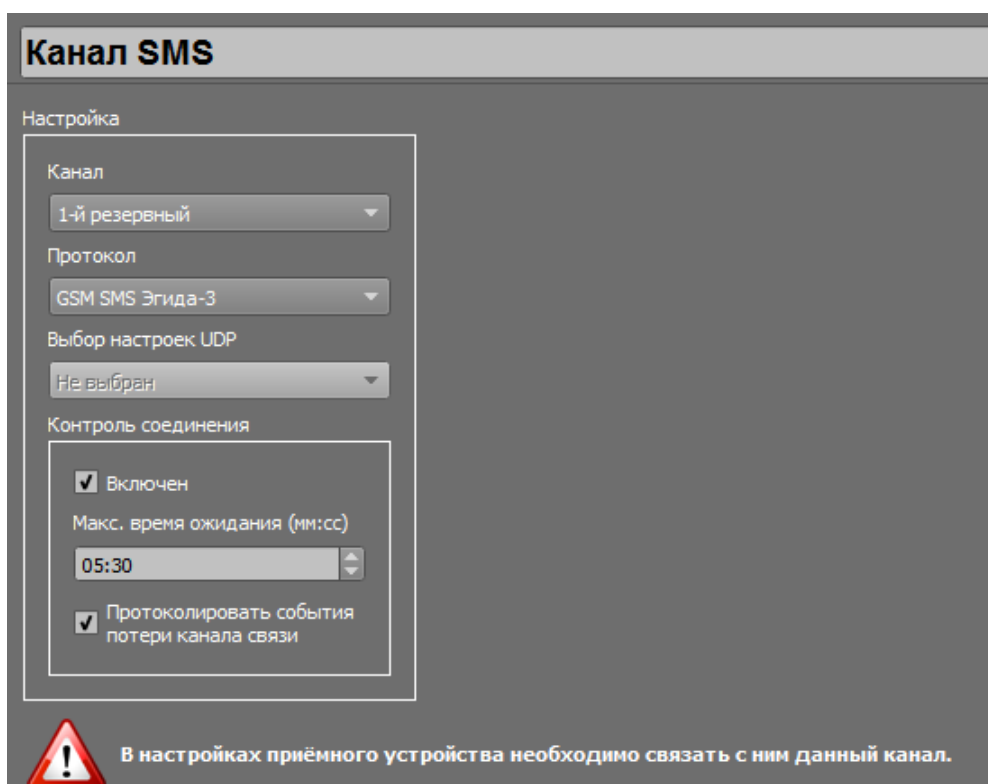 Канал SMS
Настройка
Канал
1-й резервный
Протокол
GSM SMS Эгида-3
Выбор настроек UDP
Не выбран
Контроль соединения
Включен
Макс. время ожидания (мм:сс)
05:30
Протоколировать события
потери канала связи
В настройках приёмного устройства необходимо связать с ним данный канал.